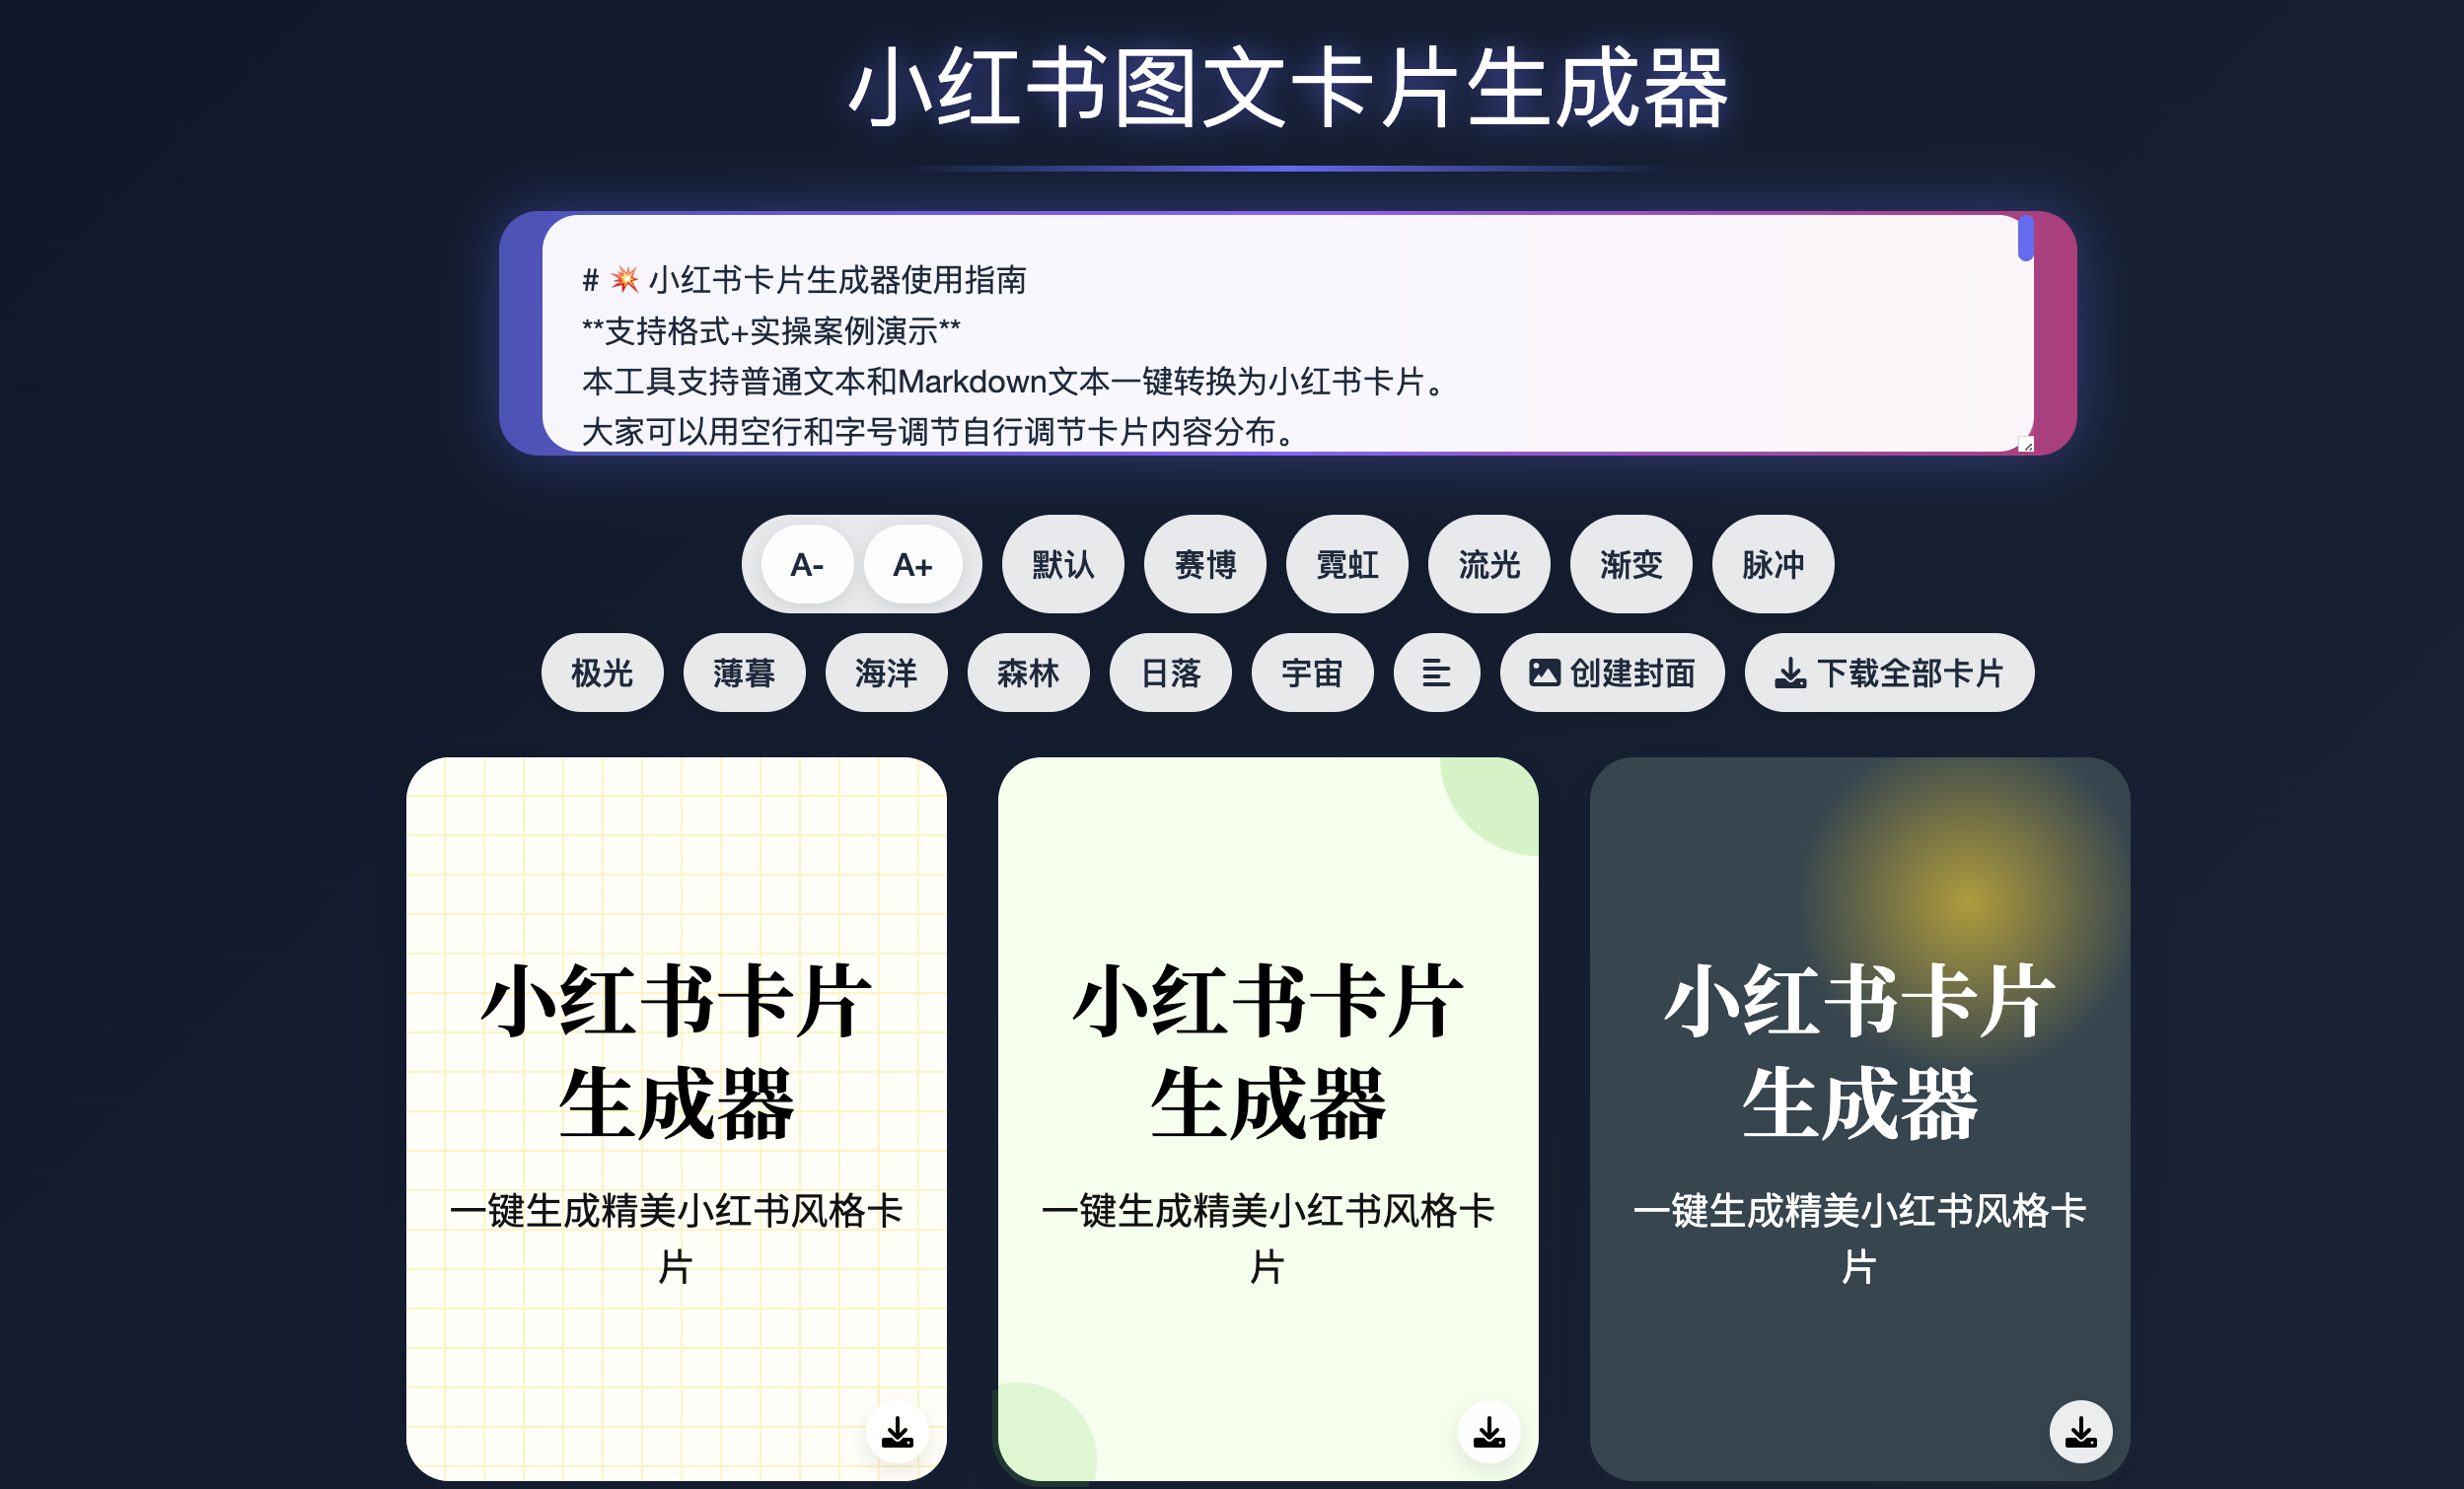 小红书图文卡片生成器
# 💥 小红书卡片生成器使用指南
**支持格式+实操案例演示**
本工具支持普通文本和Markdown文本一键转换为小红书卡片。
大家可以用空行和字号调节自行调节卡片内容分布。
A- A+ 默认 赛博 霓虹 流光 渐变 脉冲
极光 薄暮 海洋 森林 日落 宇宙 创建封面 下载全部卡片
小红书卡片
生成器
一键生成精美小红书风格卡
片
小红书卡片
生成器
一键生成精美小红书风格卡
片
小红书卡片
生成器
一键生成精美小红书风格卡
片